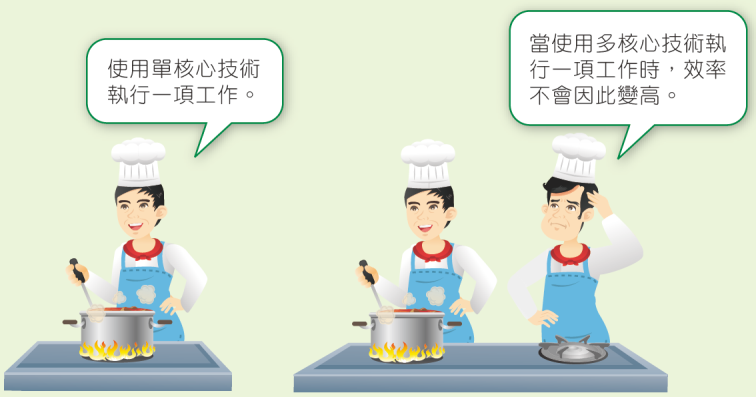 使用單核心技術
執行一項工作。
當使用多核心技術執
行一項工作時，效率
不會因此變高。